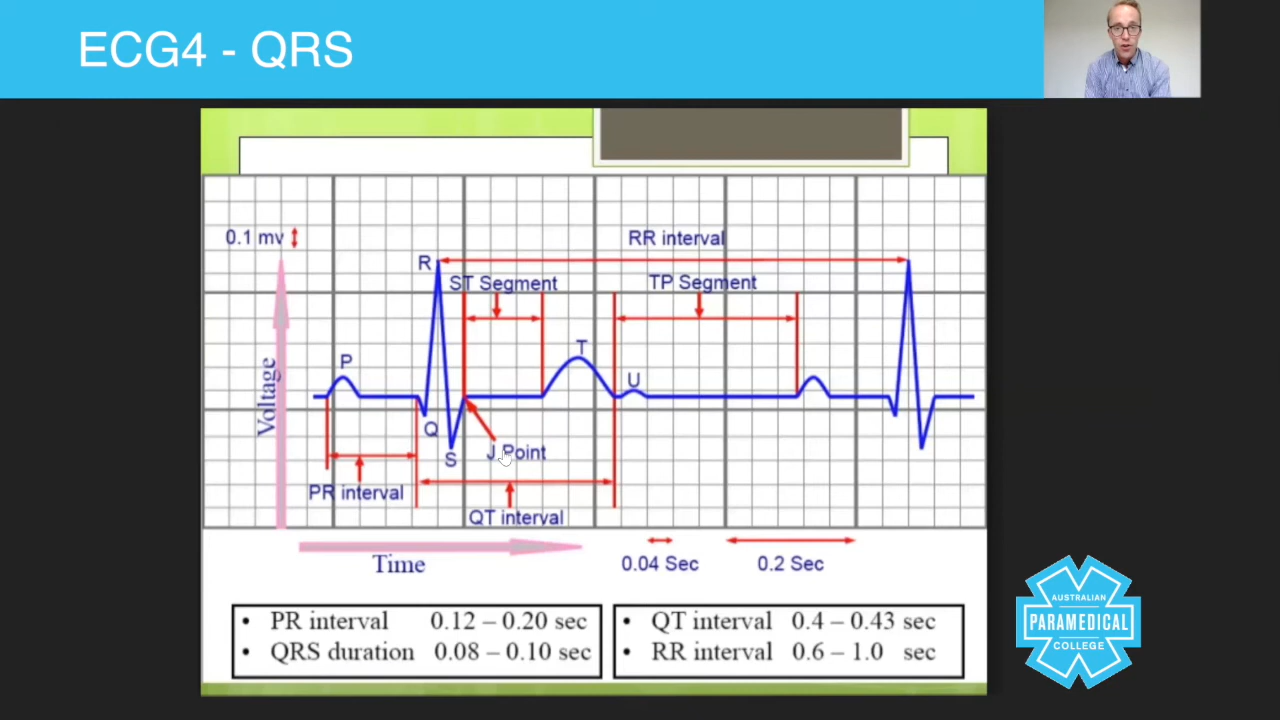 ECG4 - QRS
0.1 mv
RR interval
R
ST Segment
TP Segment
P
T
U
Voltage
Q
S
J Point
PR interval
QT interval
Time
0.04 Sec
0.2 Sec
• PR interval 0.12 – 0.20 sec
• QRS duration 0.08 – 0.10 sec
• QT interval 0.4 – 0.43 sec
• RR interval 0.6 – 1.0 sec
AUSTRALIAN
PARAMEDICAL
COLLEGE